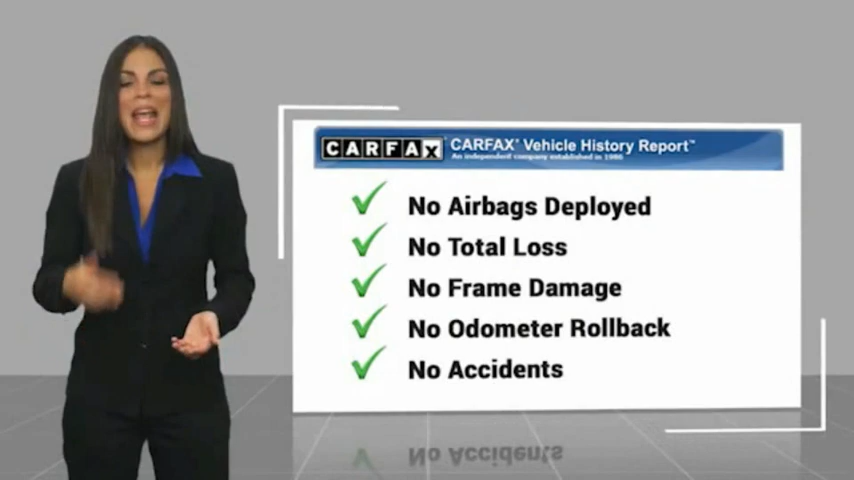 CARFAX CARFAX® Vehicle History Report™
An independent company established in 1986
No Airbags Deployed
No Total Loss
No Frame Damage
No Odometer Rollback
No Accidents
No Accidents